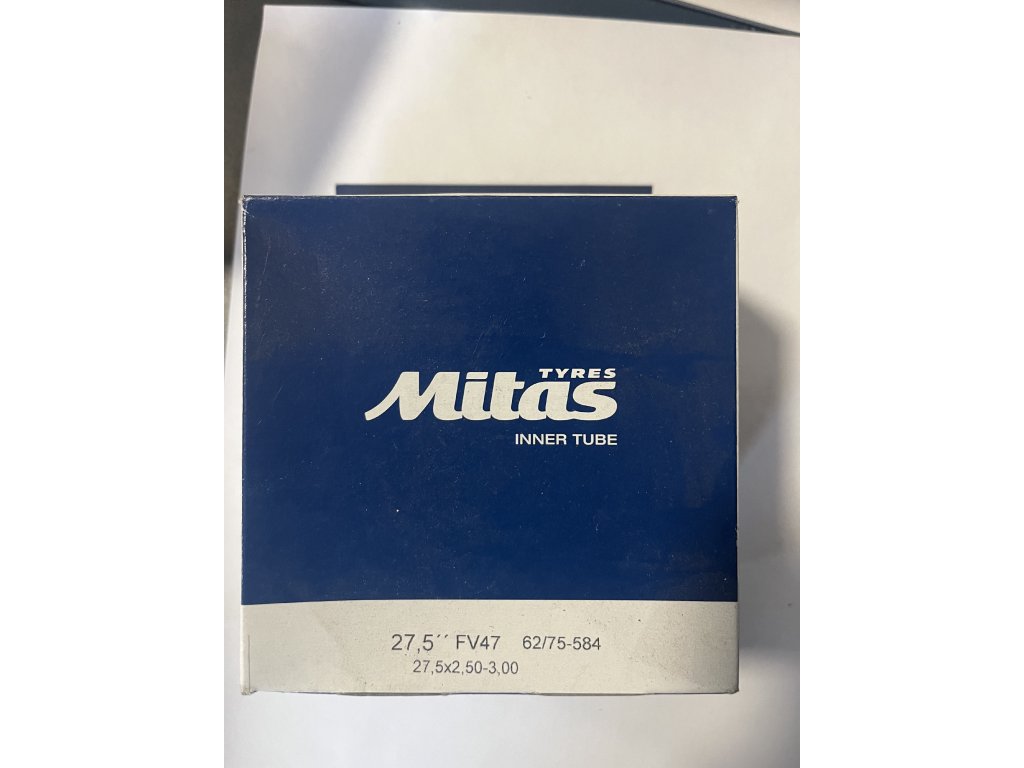 TYRES
Mitas
INNER TUBE
27,5´´ FV47 62/75-584
27,5x2,50-3,00